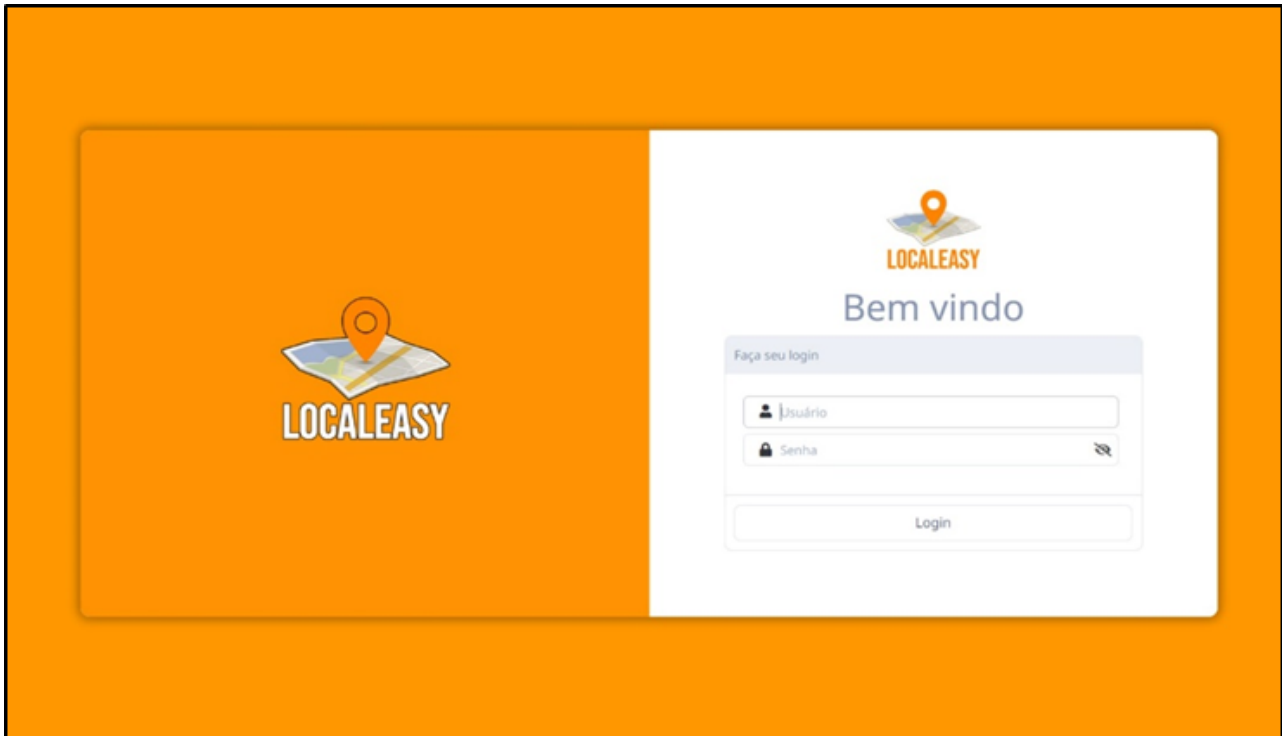 LOCALEASY
LOCALEASY
Bem vindo
Faça seu login
Usuário
Senha
Login